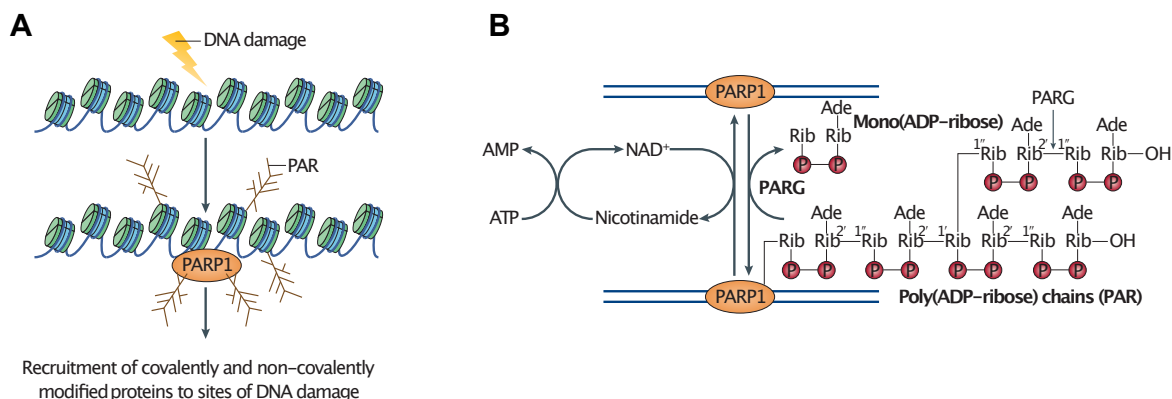 A
DNA damage
PAR
PARP1
Recruitment of covalently and non-covalently
modified proteins to sites of DNA damage
B
PARP1
Mono(ADP-ribose)
Ade
Rib Rib
P P
AMP
NAD⁺
PARG
ATP
Nicotinamide
PARG
Ade Ade
1″ Rib Rib 2′ 1″ Rib Rib OH
P P P P
Ade Ade Ade Ade
Rib Rib 2′ 1″ Rib Rib 2′ 1′ Rib Rib 2′ 1″ Rib Rib OH
P P P P P P P P
PARP1
Poly(ADP-ribose) chains (PAR)